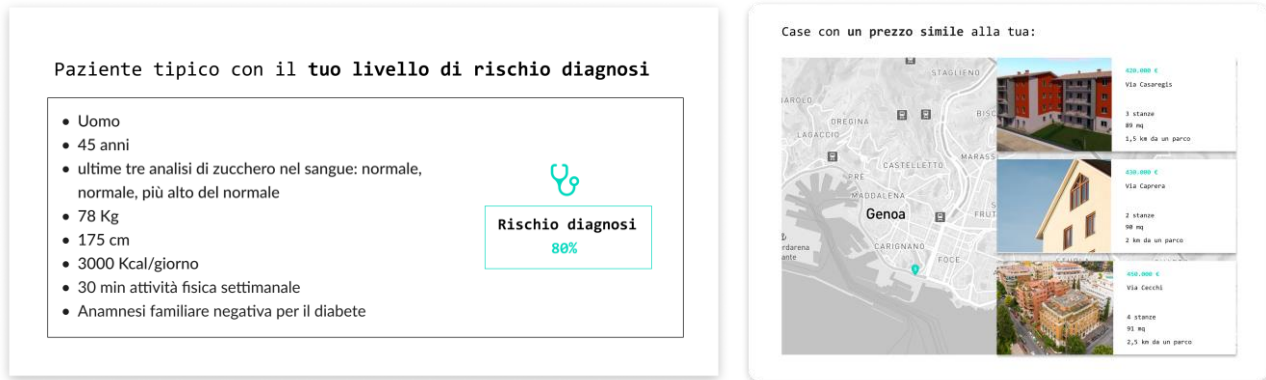 Paziente tipico con il tuo livello di rischio diagnosi
• Uomo
• 45 anni
• ultime tre analisi di zucchero nel sangue: normale,
normale, più alto del normale
• 78 Kg
• 175 cm
• 3000 Kcal/giorno
• 30 min attività fisica settimanale
• Anamnesi familiare negativa per il diabete
Rischio diagnosi
80%
Case con un prezzo simile alla tua:
STAGLIENO
OREGINA
LAGACCIO
CASTELLETTO
MARASS
PRÈ
MADDALENA
Genoa
FRUT
CARIGNANO
FOCE
rdarena
ante
420.000 €
Via Casaregis
3 stanze
89 mq
1,5 km da un parco
430.000 €
Via Caprera
2 stanze
90 mq
2 km da un parco
450.000 €
Via Cecchi
4 stanze
91 mq
2,5 km da un parco